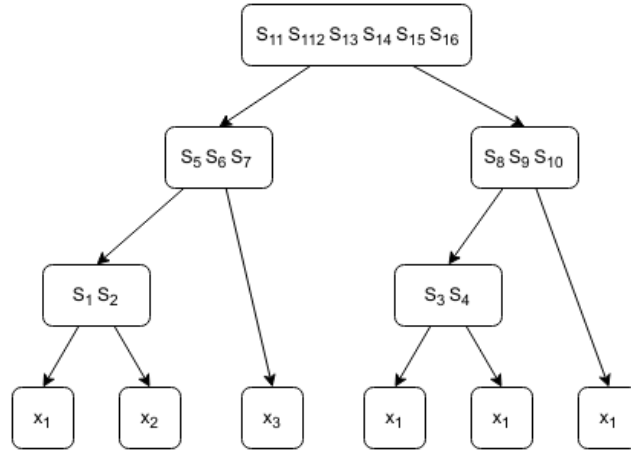 S₁₁ S₁₁₂ S₁₃ S₁₄ S₁₅ S₁₆
S₅ S₆ S₇
S₈ S₉ S₁₀
S₁ S₂
S₃ S₄
x₁
x₂
x₃
x₁
x₁
x₁